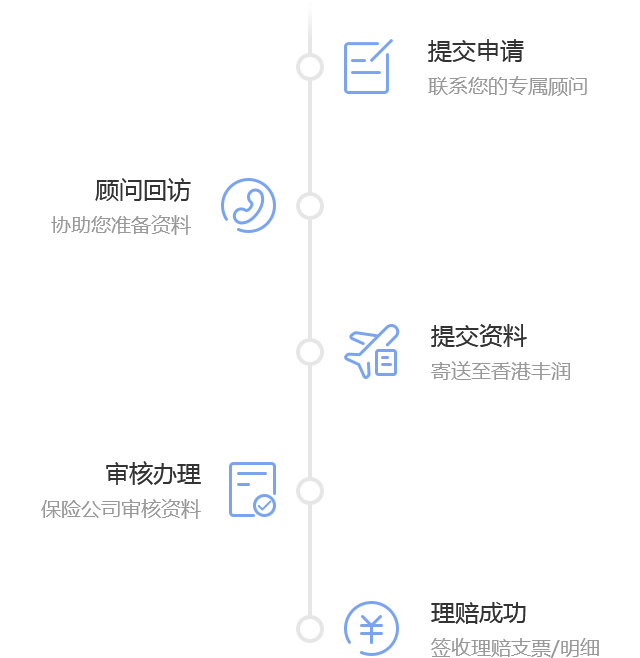 提交申请
联系您的专属顾问
顾问回访
协助您准备资料
提交资料
寄送至香港丰润
审核办理
保险公司审核资料
理赔成功
签收理赔支票/明细